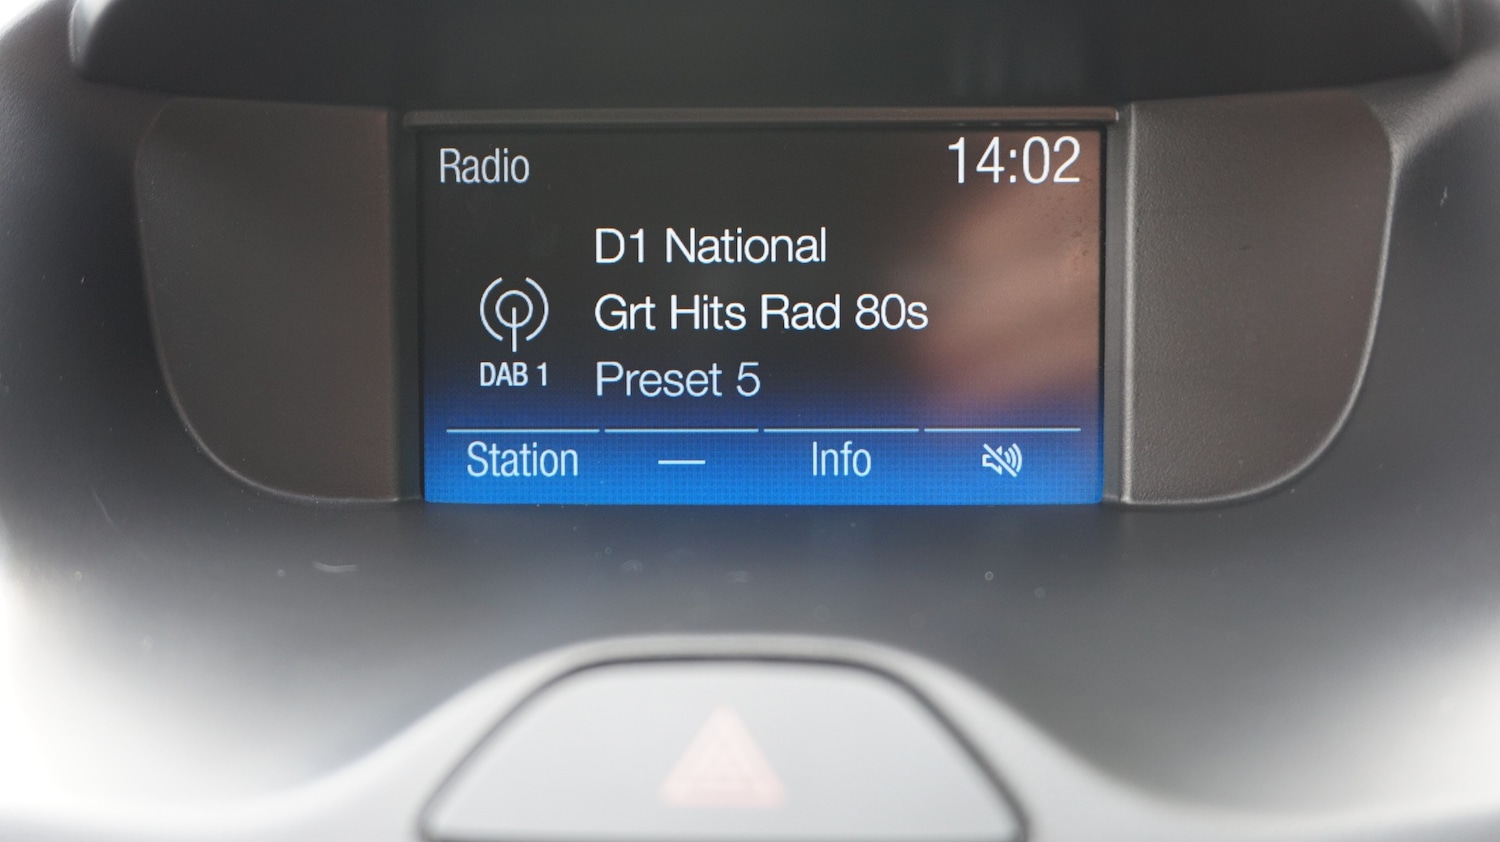 Radio 14:02
D1 National
Grt Hits Rad 80s
DAB 1 Preset 5
Station — Info